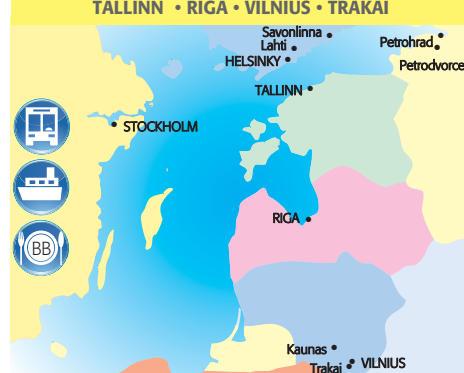 TALLINN • RIGA • VILNIUS • TRAKAI
Savonlinna
Lahti
Petrohrad
HELSINKY
Petrodvorce
TALLINN
STOCKHOLM
RIGA
BB
Kaunas
VILNIUS
Trakai